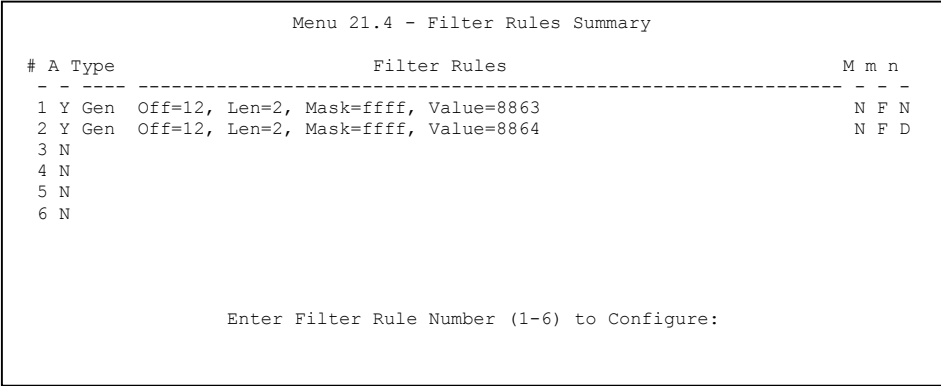 Menu 21.4 - Filter Rules Summary
# A Type Filter Rules M m n
- - ---- ---------------------------------------------------------------------- - - -
1 Y Gen Off=12, Len=2, Mask=ffff, Value=8863 N F N
2 Y Gen Off=12, Len=2, Mask=ffff, Value=8864 N F D
3 N
4 N
5 N
6 N
Enter Filter Rule Number (1-6) to Configure: